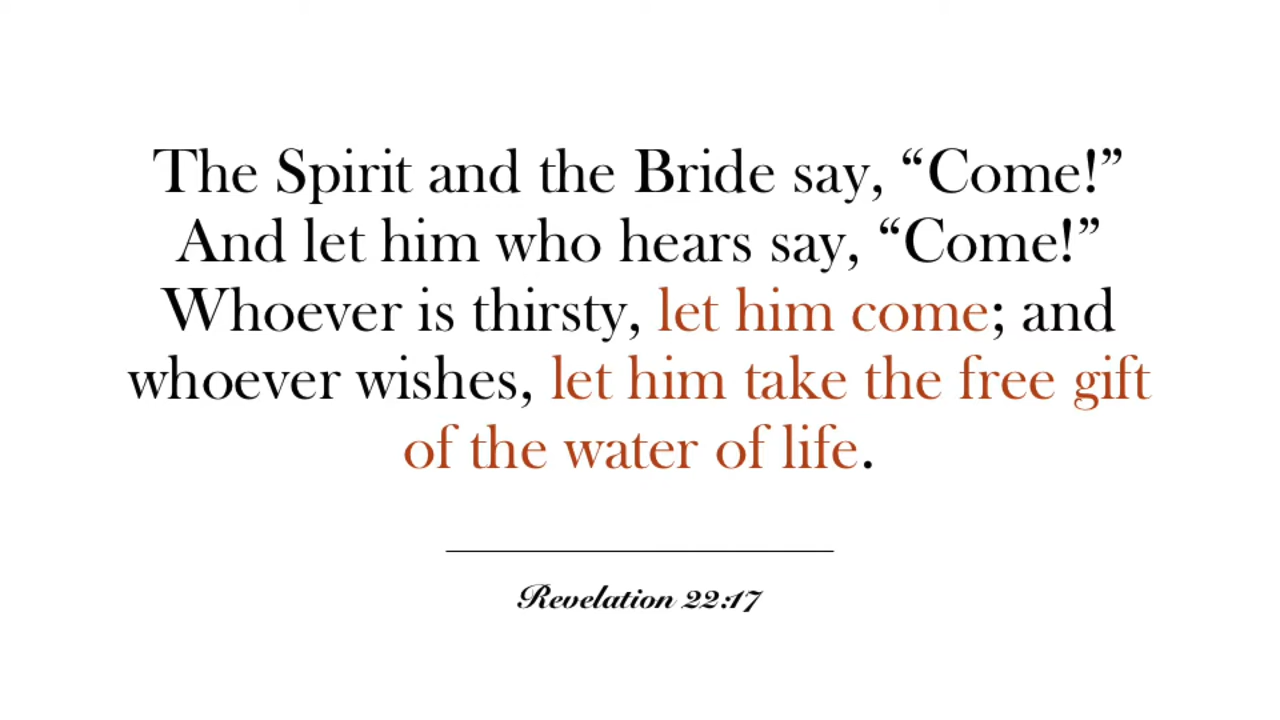 The Spirit and the Bride say, “Come!”
And let him who hears say, “Come!”
Whoever is thirsty, let him come; and
whoever wishes, let him take the free gift
of the water of life.
Revelation 22:17